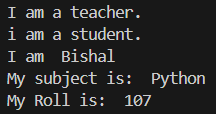 I am a teacher.
i am a student.
I am  Bishal
My subject is:  Python
My Roll is:  107